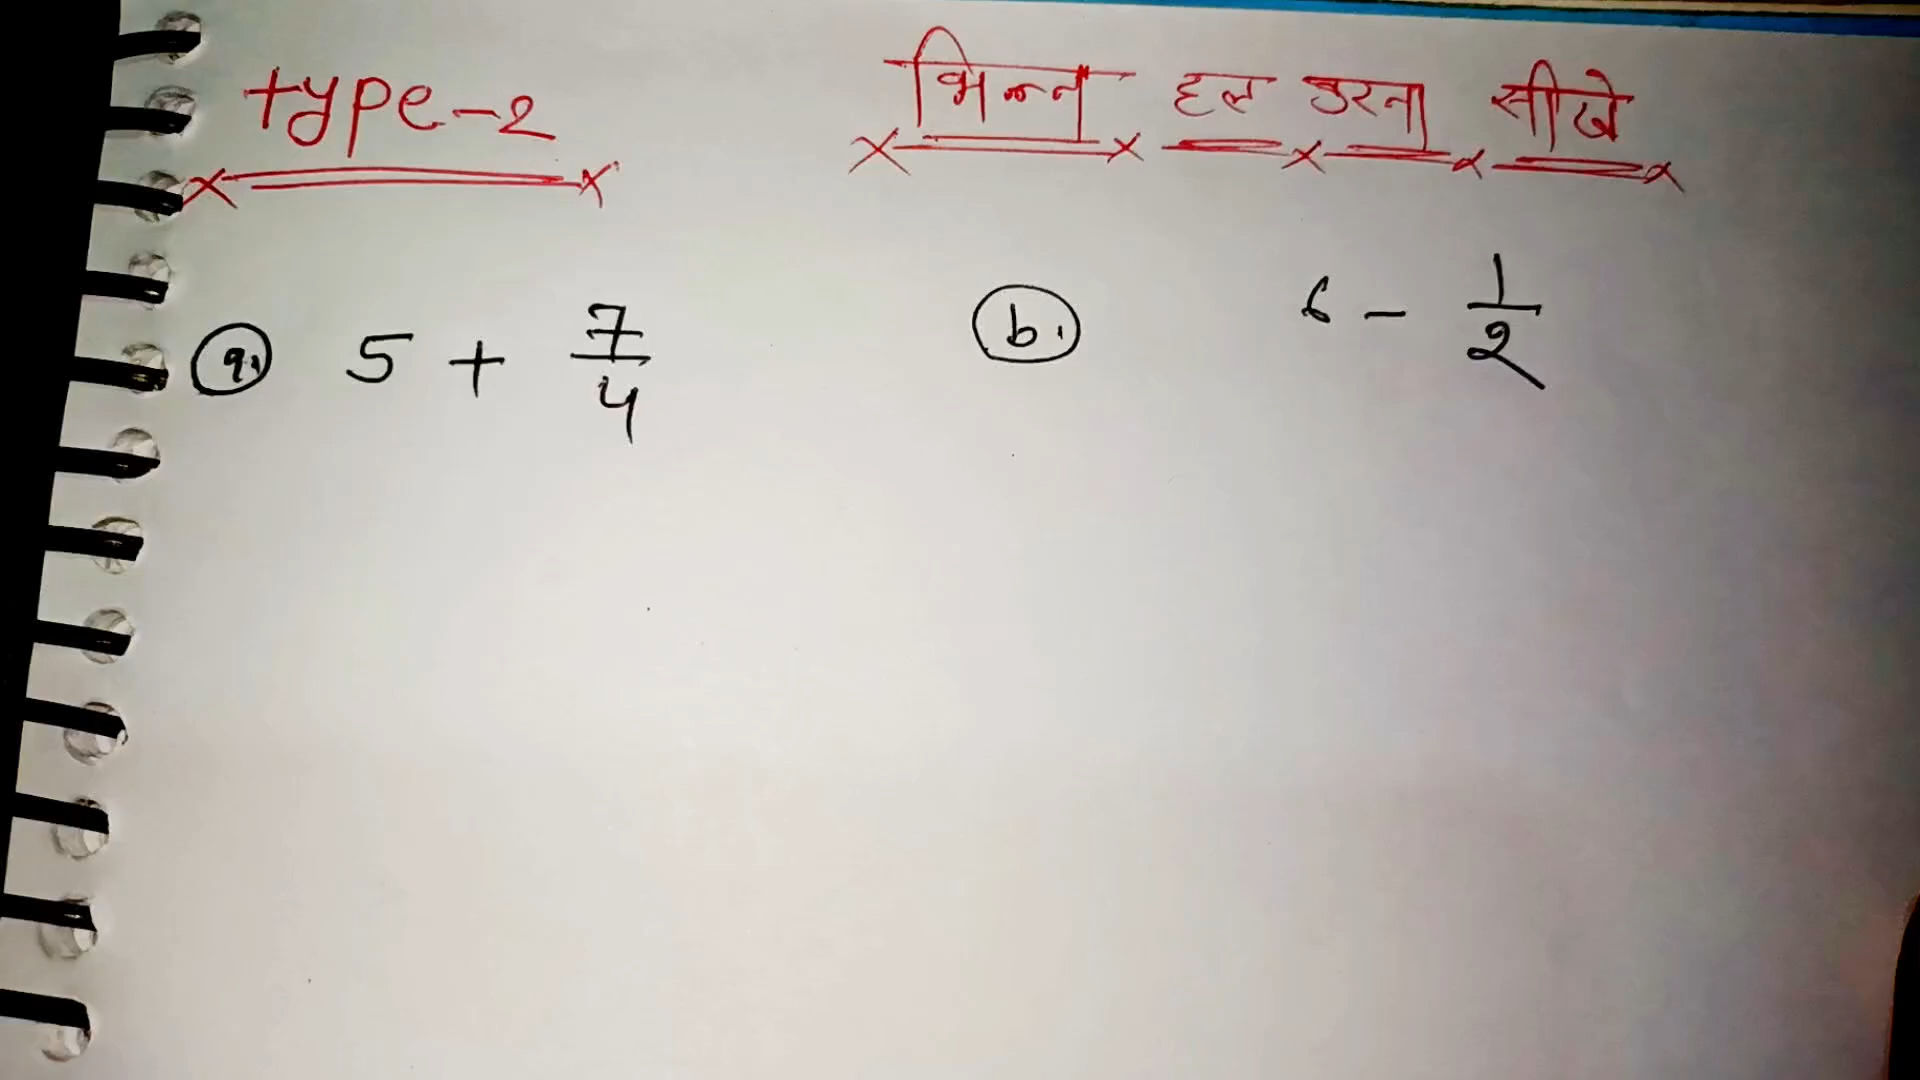 type-2
भिन्न हल करना सीखे
a. 5 + 7/4
b. 6 - 1/2